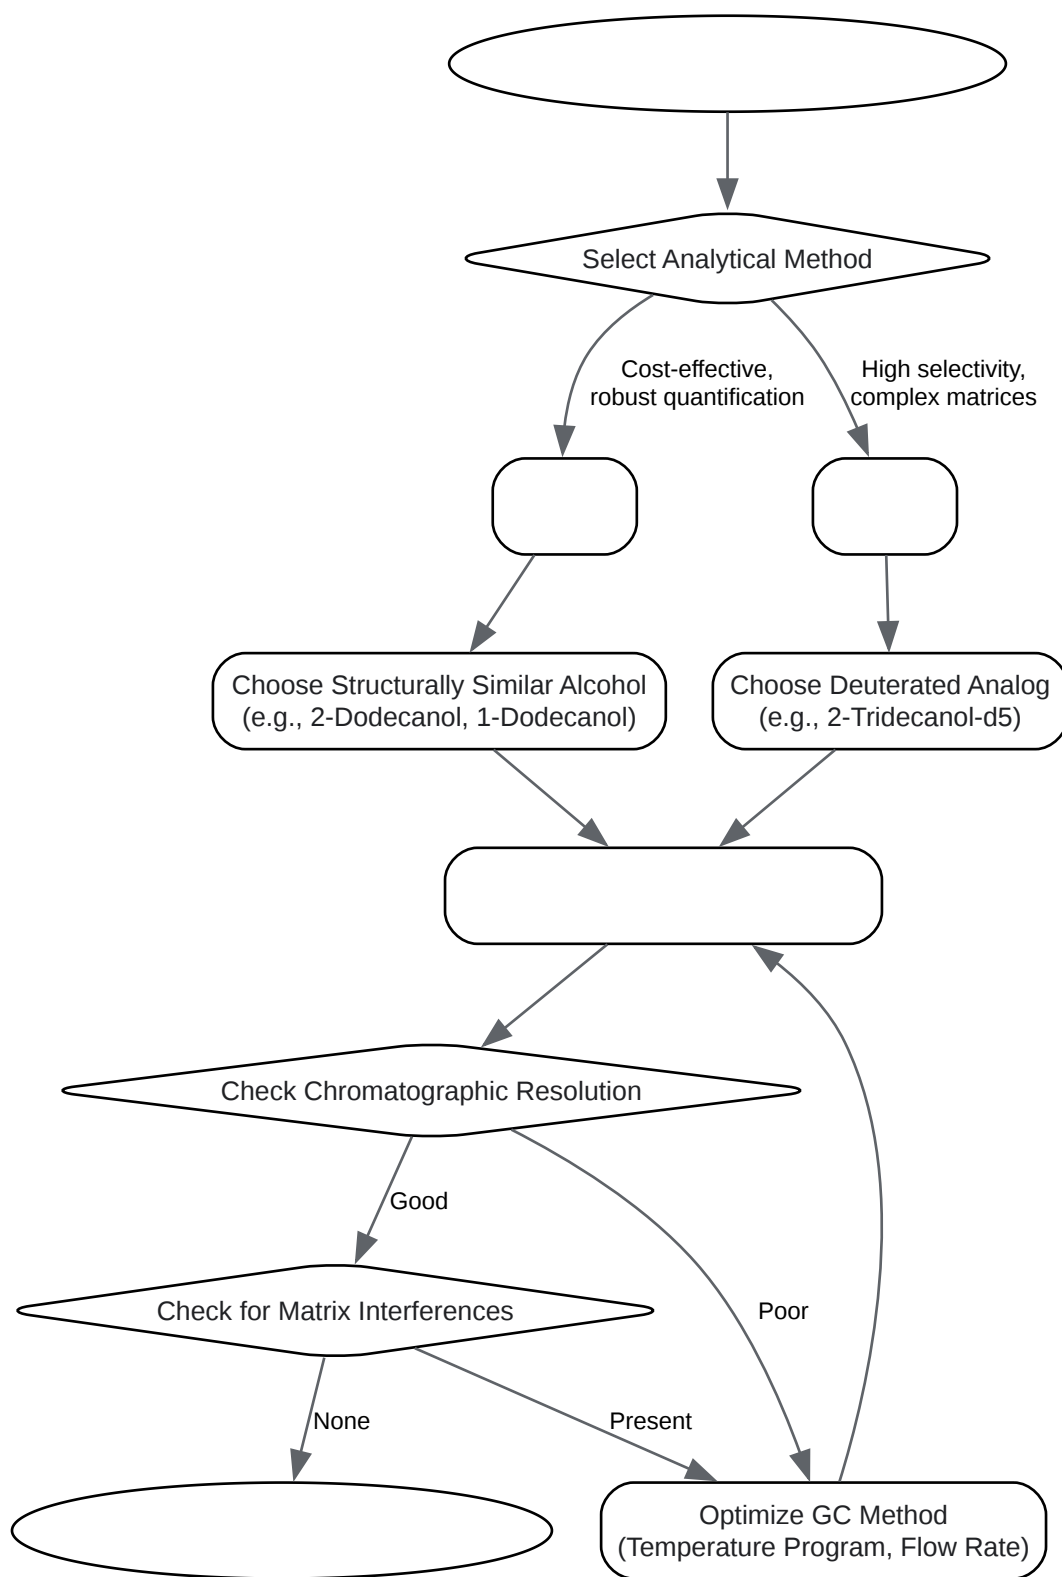 Select Analytical Method
Cost-effective,
robust quantification
High selectivity,
complex matrices
Choose Structurally Similar Alcohol
(e.g., 2-Dodecanol, 1-Dodecanol)
Choose Deuterated Analog
(e.g., 2-Tridecanol-d5)
Check Chromatographic Resolution
Good
Check for Matrix Interferences
Poor
None
Present
Optimize GC Method
(Temperature Program, Flow Rate)